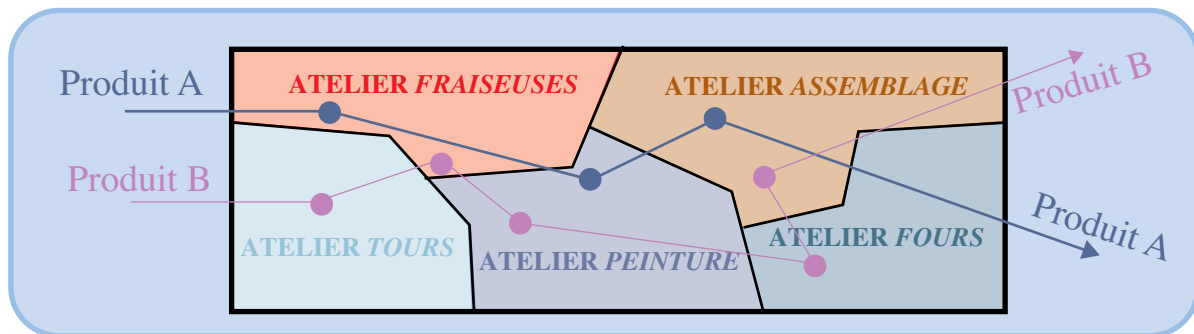 Produit A
ATELIER FRAISEUSES
ATELIER ASSEMBLAGE
Produit B
Produit B
ATELIER TOURS
ATELIER PEINTURE
ATELIER FOURS
Produit A